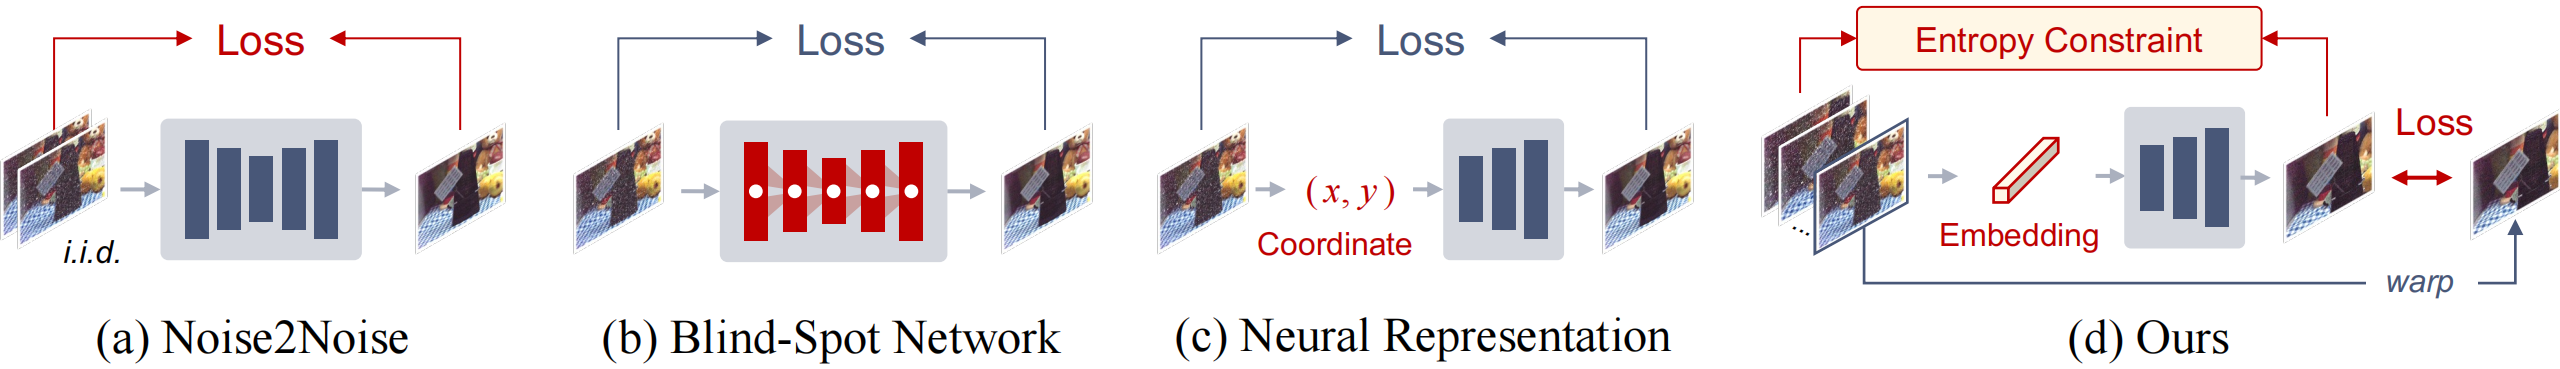 Loss
i.i.d.
(a) Noise2Noise
Loss
(b) Blind-Spot Network
Loss
(x, y)
Coordinate
(c) Neural Representation
Entropy Constraint
Loss
...
Embedding
warp
(d) Ours